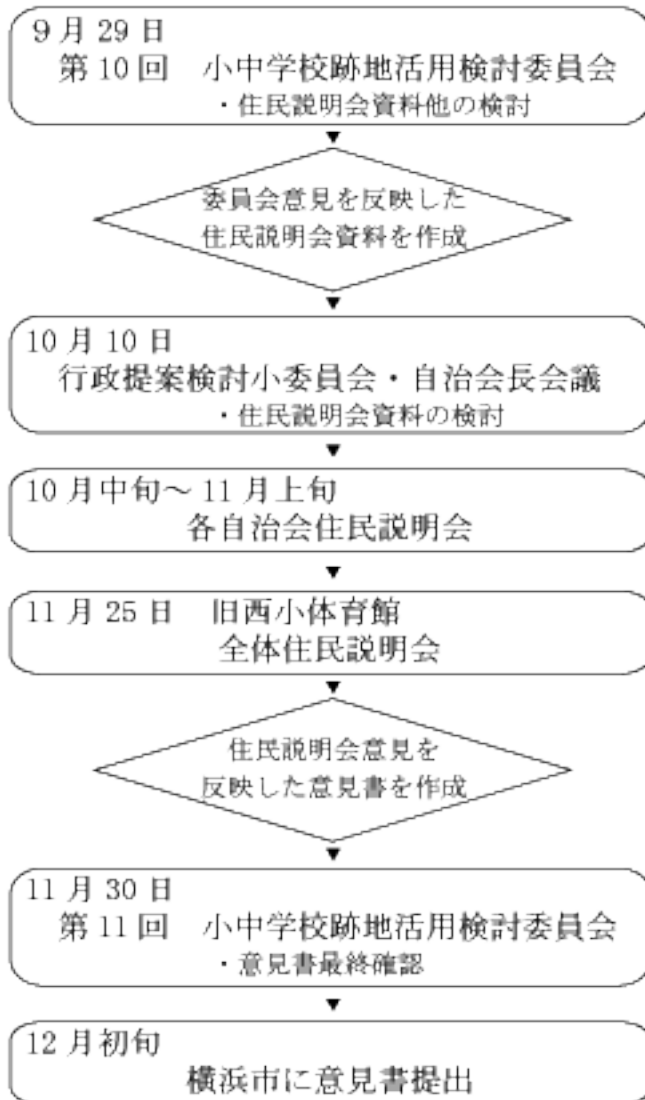 9月29日
第10回　小中学校跡地活用検討委員会
・住民説明会資料他の検討
委員会意見を反映した
住民説明会資料を作成
10月10日
行政提案検討小委員会・自治会長会議
・住民説明会資料の検討
10月中旬～11月上旬
各自治会住民説明会
11月25日　旧西小体育館
全体住民説明会
住民説明会意見を
反映した意見書を作成
11月30日
第11回　小中学校跡地活用検討委員会
・意見書最終確認
12月初旬
横浜市に意見書提出